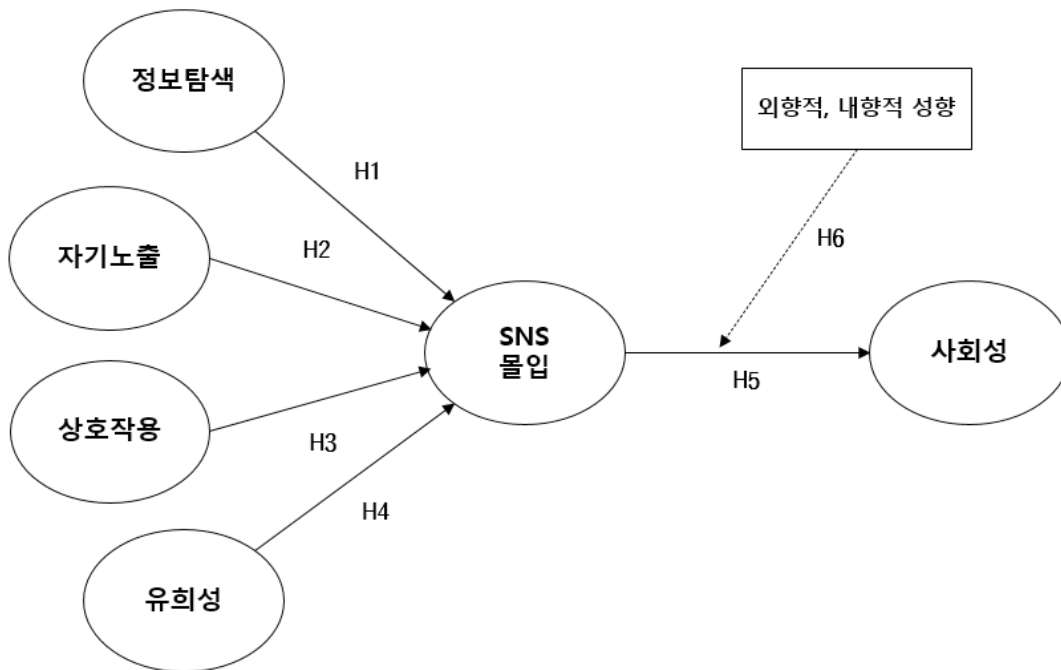 정보탐색
외향적, 내향적 성향
H1
자기노출
H2
H6
SNS
몰입
사회성
H5
상호작용
H3
H4
유희성